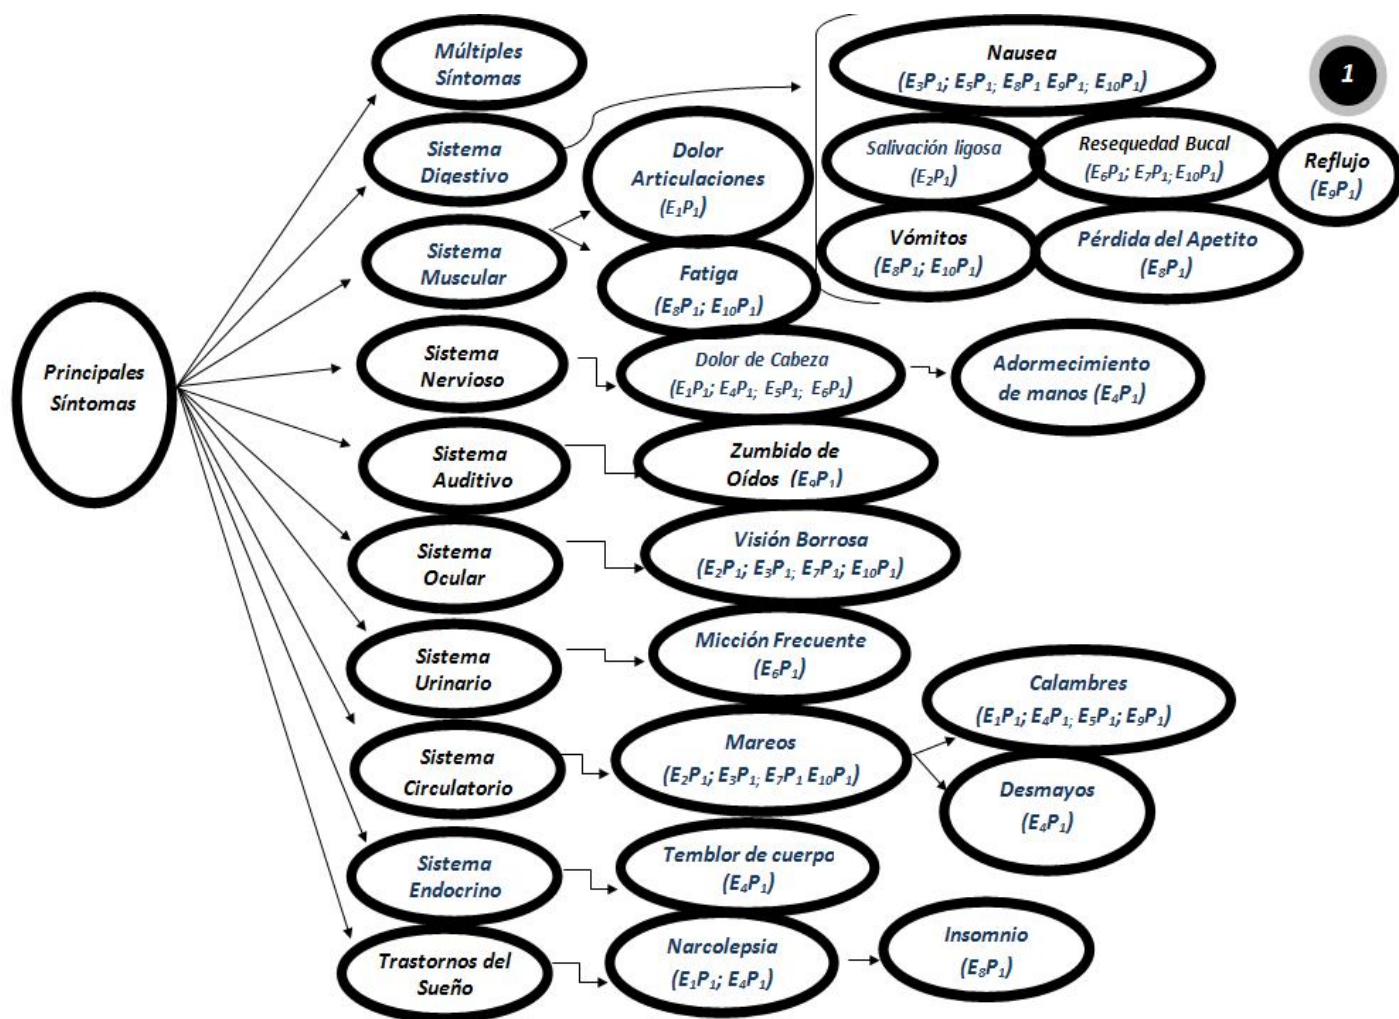 1
Principales
Síntomas
Múltiples
Síntomas
Sistema
Digestivo
Nausea
(E3P1; E5P1; E8P1 E9P1; E10P1)
Salivación ligosa
(E2P1)
Resequedad Bucal
(E6P1; E7P1; E10P1)
Reflujo
(E9P1)
Vómitos
(E8P1; E10P1)
Pérdida del Apetito
(E8P1)
Sistema
Muscular
Dolor
Articulaciones
(E1P1)
Fatiga
(E8P1; E10P1)
Sistema
Nervioso
Dolor de Cabeza
(E1P1; E4P1; E5P1; E6P1)
Adormecimiento
de manos (E4P1)
Sistema
Auditivo
Zumbido de
Oídos (E9P1)
Sistema
Ocular
Visión Borrosa
(E2P1; E3P1; E7P1; E10P1)
Sistema
Urinario
Micción Frecuente
(E6P1)
Sistema
Circulatorio
Mareos
(E2P1; E3P1; E7P1 E10P1)
Calambres
(E1P1; E4P1; E5P1; E9P1)
Desmayos
(E4P1)
Sistema
Endocrino
Temblor de cuerpo
(E4P1)
Trastornos del
Sueño
Narcolepsia
(E1P1; E4P1)
Insomnio
(E8P1)